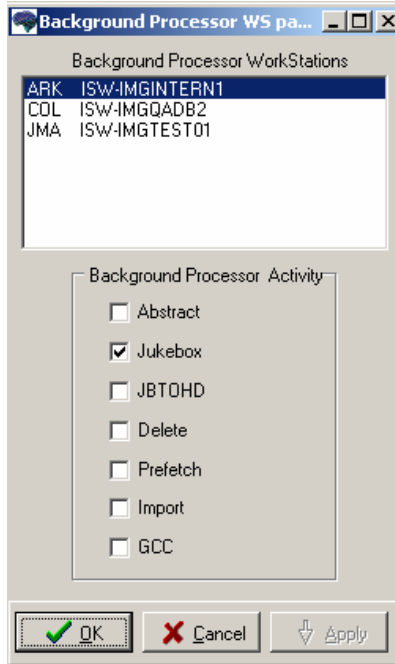 Background Processor WS pa...
Background Processor WorkStations
ARK ISW-IMGINTERN1
COL ISW-IMGQADB2
JMA ISW-IMGTEST01
Background Processor Activity
Abstract
Jukebox
JBTOHD
Delete
Prefetch
Import
GCC
OK Cancel Apply